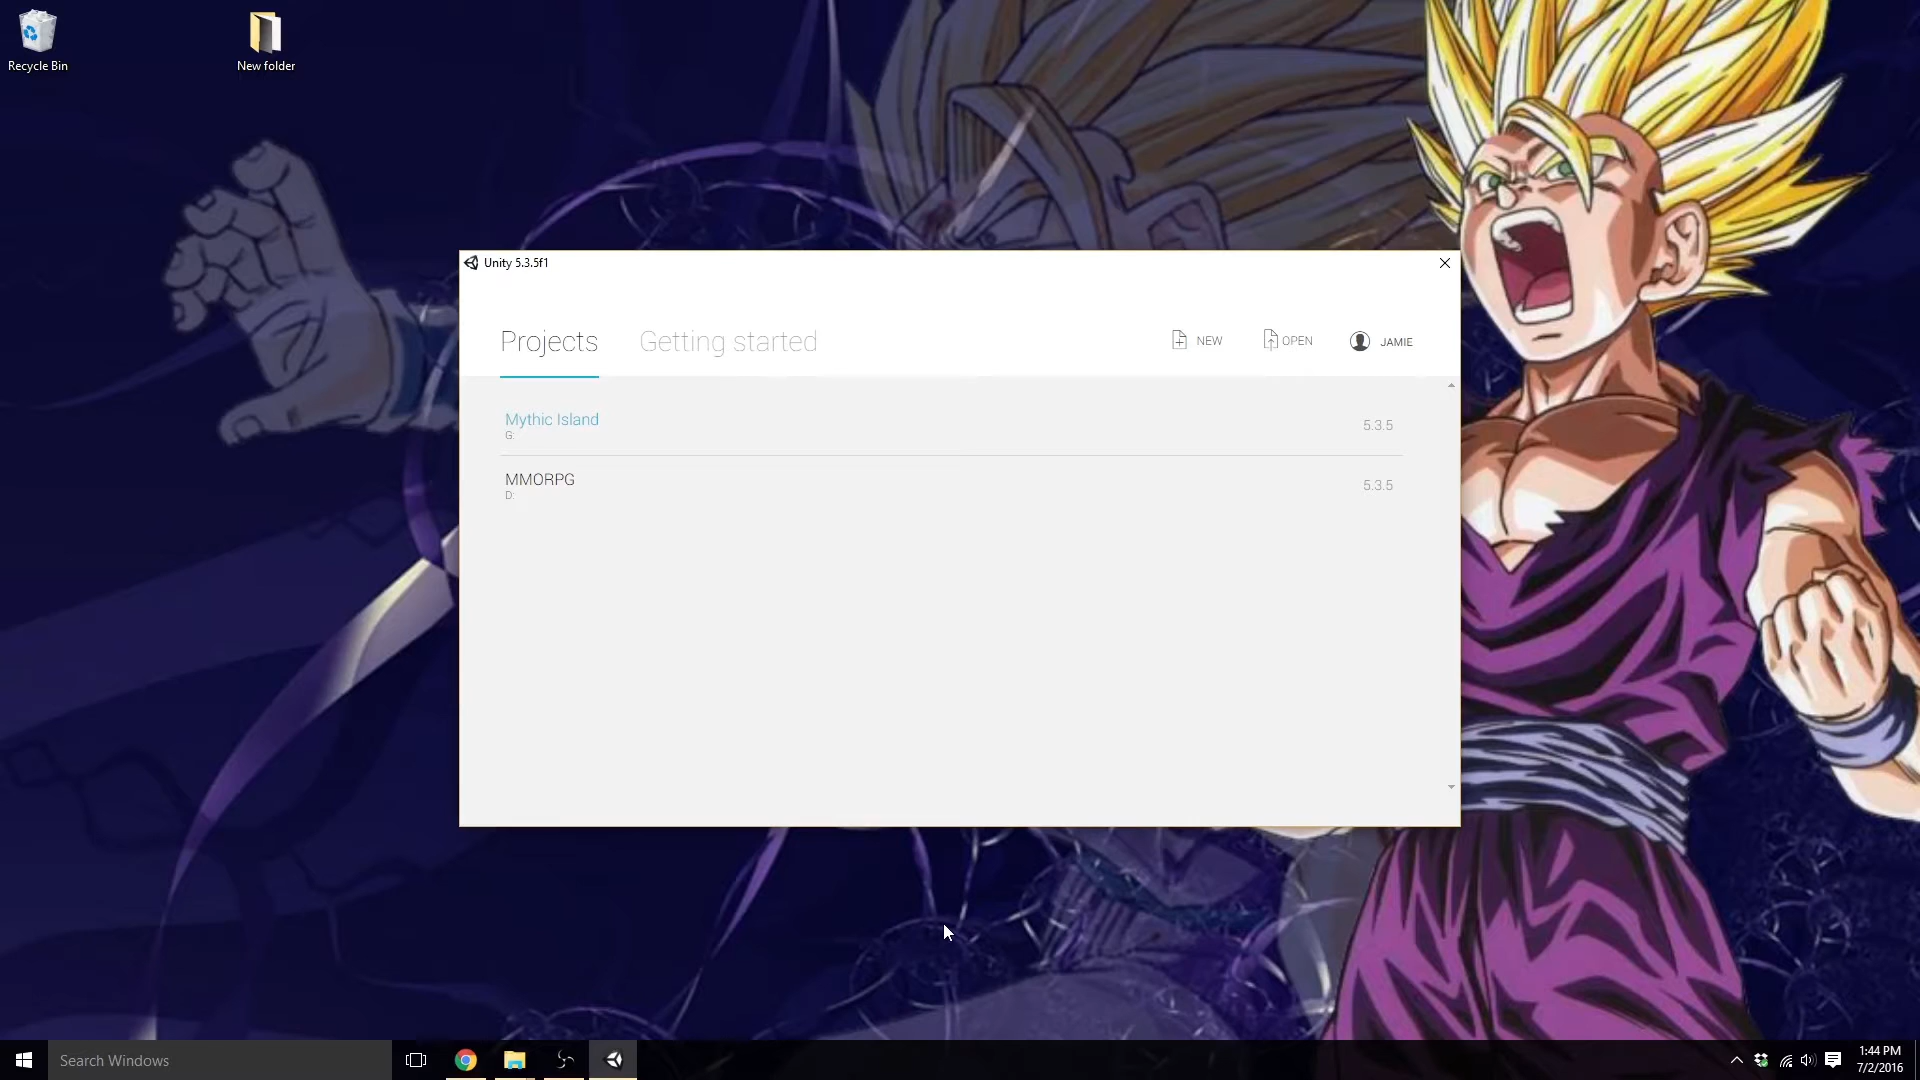 Recycle Bin
New folder
Unity 5.3.5f1
Projects
Getting started
NEW
OPEN
JAMIE
Mythic Island
5.3.5
G:
MMORPG
5.3.5
D:
Search Windows
1:44 PM
7/2/2016